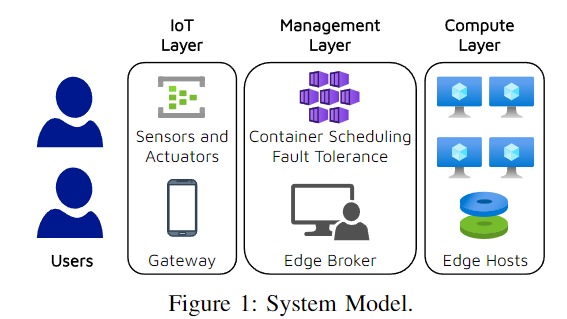 IoT
Layer
Management
Layer
Compute
Layer
Sensors and
Actuators
Container Scheduling
Fault Tolerance
Users
Gateway
Edge Broker
Edge Hosts
Figure 1: System Model.